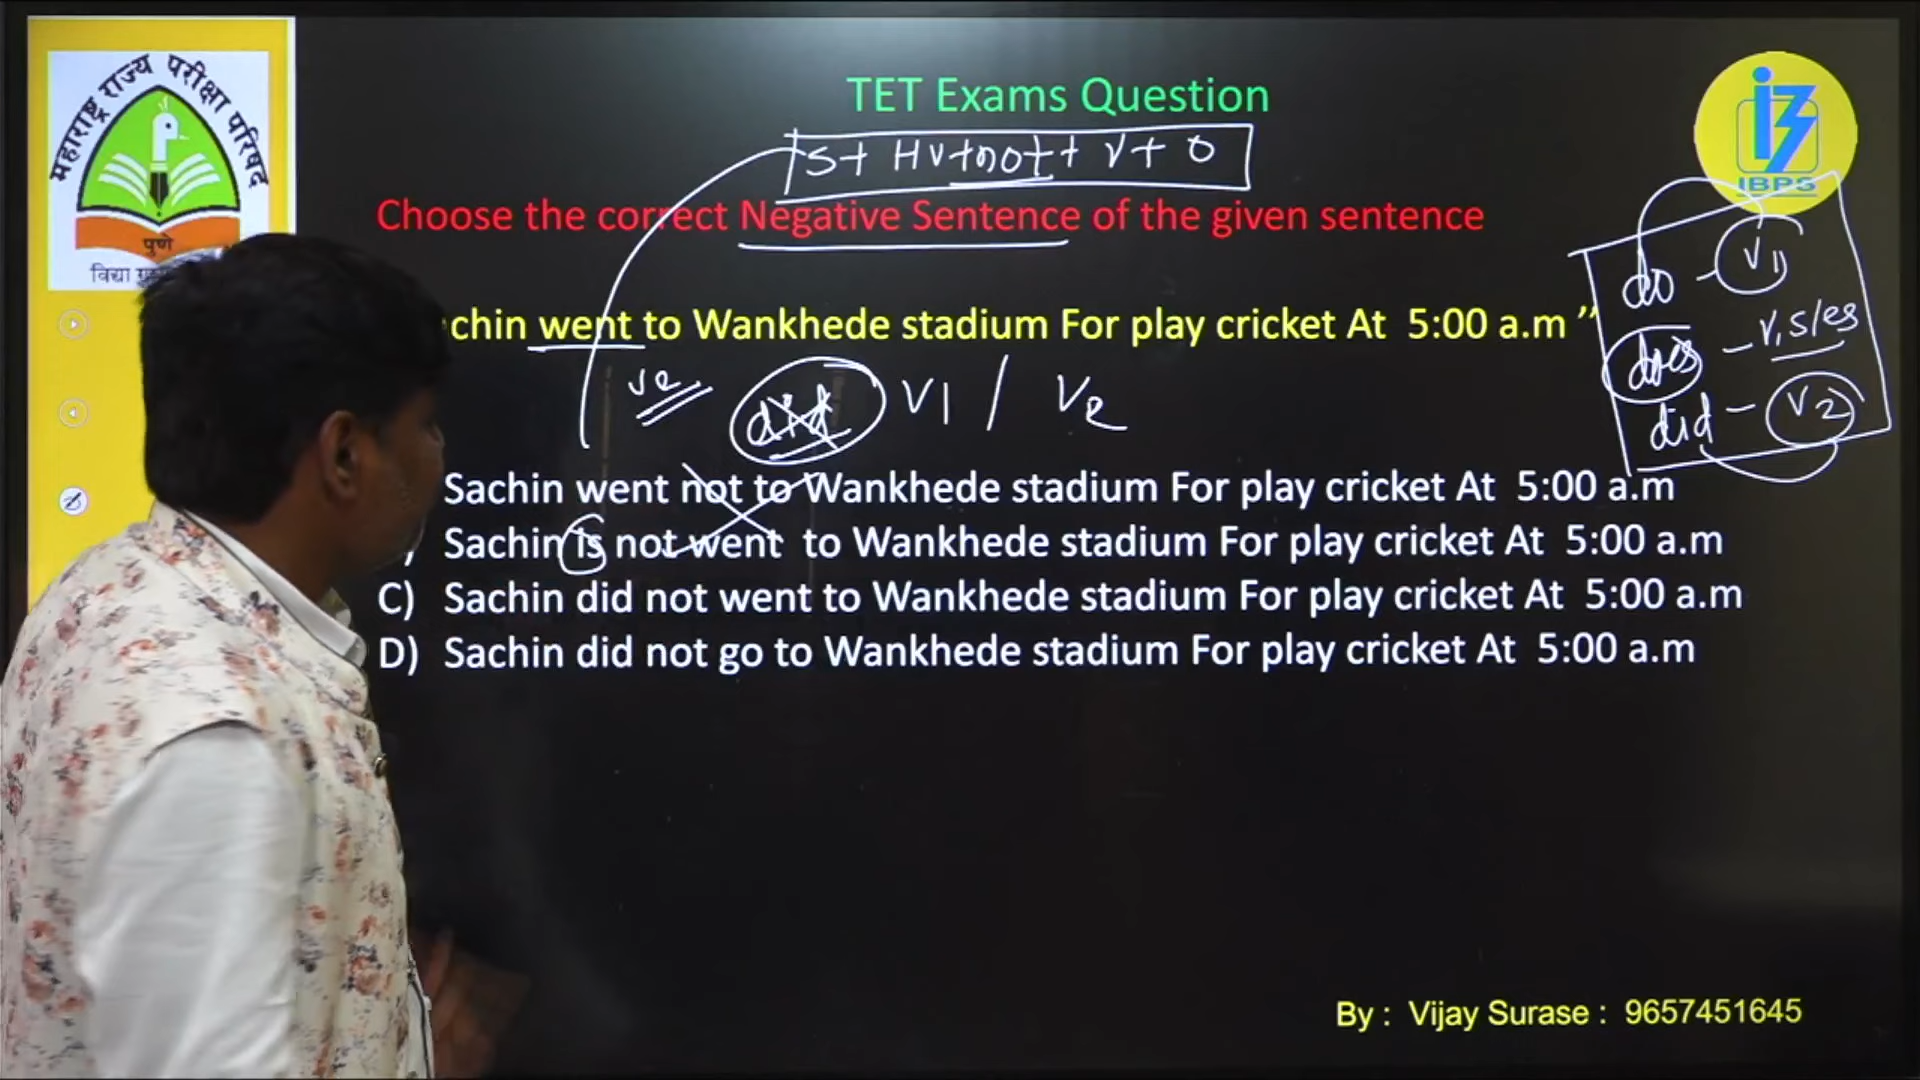 महाराष्ट्र राज्य परीक्षा परिषद
पुणे
विद्या
IBPS
TET Exams Question
S+ HV+not+ V+ O
Choose the correct Negative Sentence of the given sentence
chin went to Wankhede stadium For play cricket At 5:00 a.m ”
do - V1
does - V, s/es
did - V2
did V1 /
Sachin went not to Wankhede stadium For play cricket At 5:00 a.m
Sachin is not went to Wankhede stadium For play cricket At 5:00 a.m
C) Sachin did not went to Wankhede stadium For play cricket At 5:00 a.m
D) Sachin did not go to Wankhede stadium For play cricket At 5:00 a.m
By : Vijay Surase : 9657451645